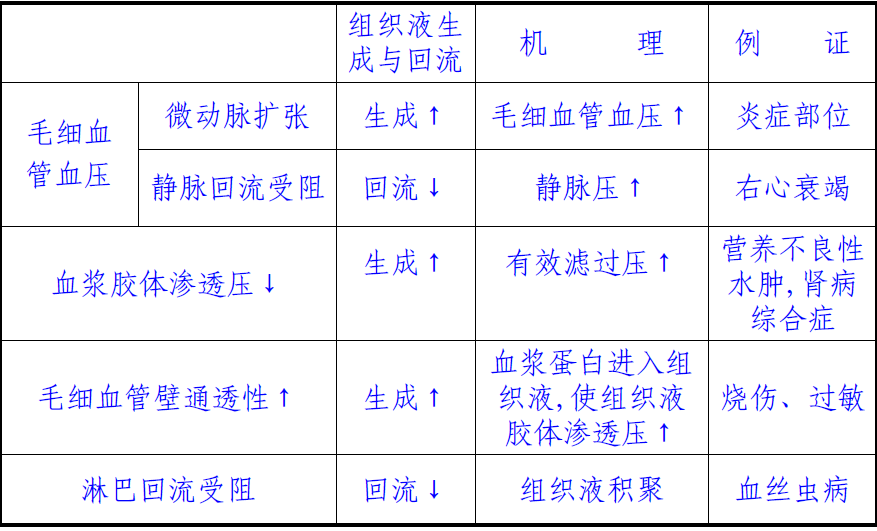 组织液生
成与回流
机 理
例 证
毛细血
管血压
微动脉扩张
生成↑
毛细血管血压↑
炎症部位
静脉回流受阻
回流↓
静脉压↑
右心衰竭
血浆胶体渗透压↓
生成↑
有效滤过压↑
营养不良性
水肿,肾病
综合症
毛细血管壁通透性↑
生成↑
血浆蛋白进入组
织液,使组织液
胶体渗透压↑
烧伤、过敏
淋巴回流受阻
回流↓
组织液积聚
血丝虫病